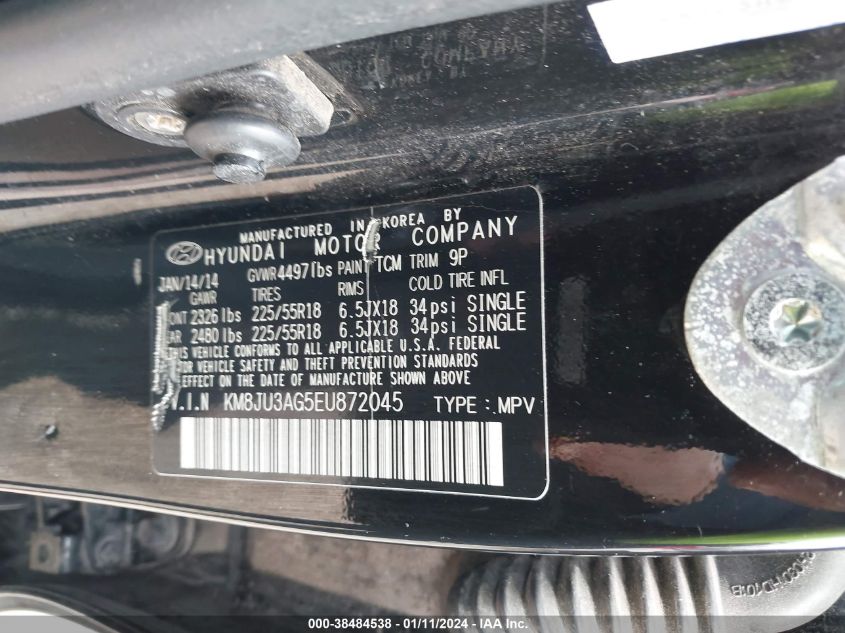 MANUFACTURED IN KOREA BY
HYUNDAI MOTOR COMPANY
JAN/14/14 GVWR 4497lbs PAINT TCM TRIM 9P
GAWR TIRES RIMS COLD TIRE INFL
ONT 2326 lbs 225/55R18 6.5JX18 34psi SINGLE
EAR 2480 lbs 225/55R18 6.5JX18 34psi SINGLE
THIS VEHICLE CONFORMS TO ALL APPLICABLE U.S.A. FEDERAL
TOR VEHICLE SAFETY AND THEFT PREVENTION STANDARDS
EFFECT ON THE DATE OF MANUFACTURE SHOWN ABOVE
V.I.N KM8JU3AG5EU872045 TYPE : MPV
000-38484538 - 01/11/2024 - IAA Inc.